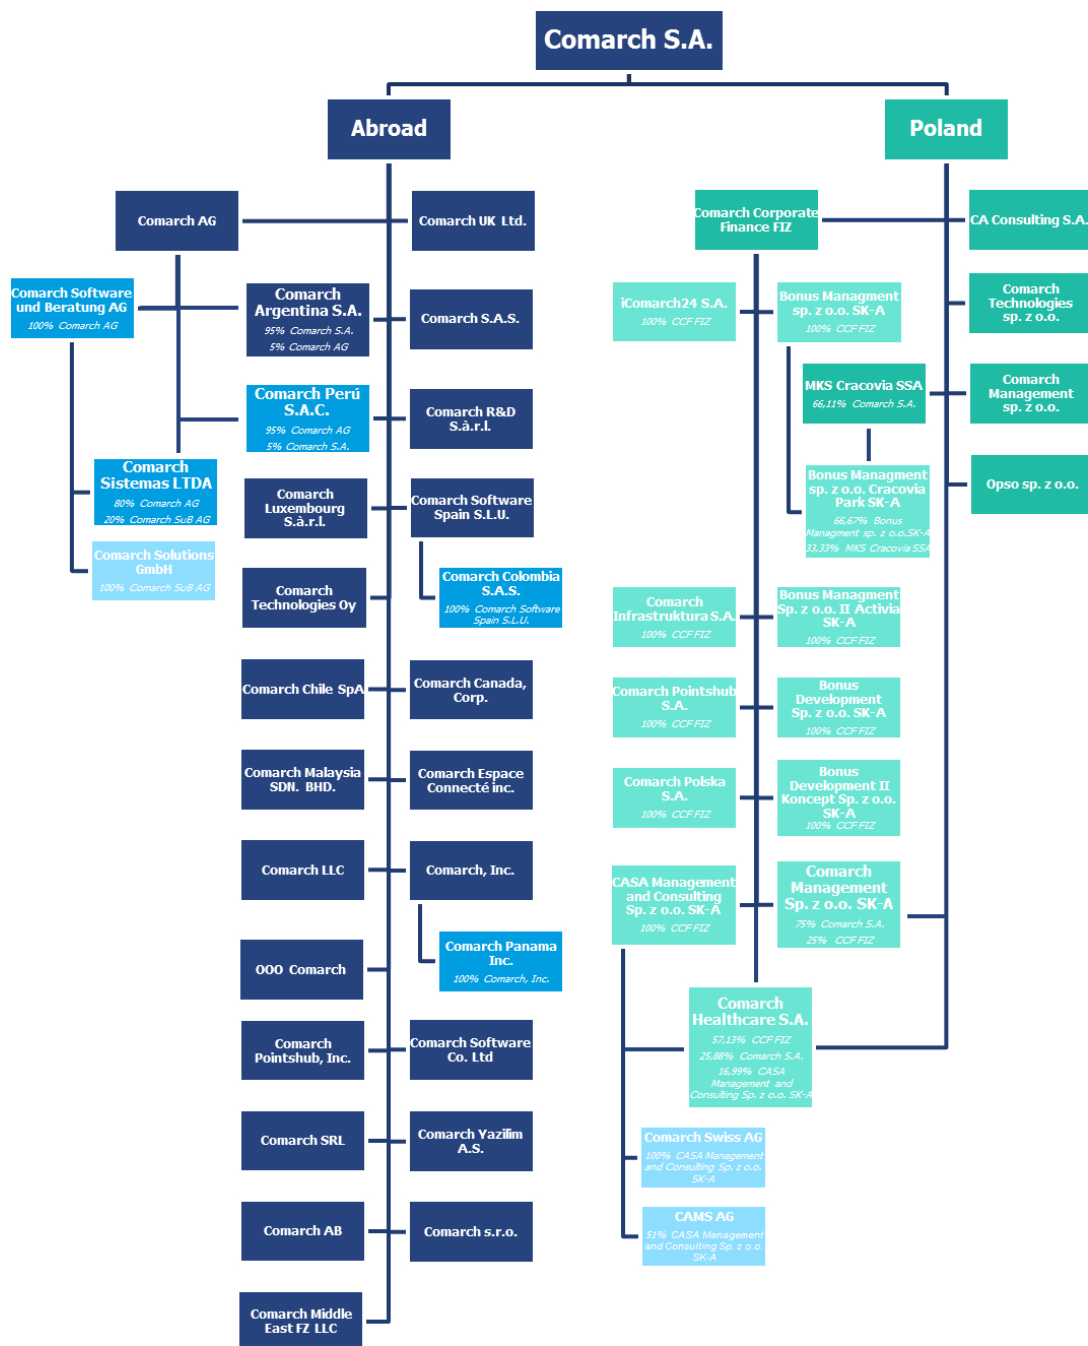 Comarch S.A.
Abroad
Poland
Comarch AG
Comarch UK Ltd.
Comarch Software
und Beratung AG
100% Comarch AG
Comarch
Argentina S.A.
95% Comarch S.A.
5% Comarch AG
Comarch S.A.S.
Comarch Perú
S.A.C.
95% Comarch AG
5% Comarch S.A.
Comarch R&D
S.à.r.l.
Comarch
Sistemas LTDA
80% Comarch AG
20% Comarch SuB AG
Comarch
Luxembourg
S.à.r.l.
Comarch Software
Spain S.L.U.
Comarch Solutions
GmbH
100% Comarch SuB AG
Comarch
Technologies Oy
Comarch Colombia
S.A.S.
100% Comarch Software
Spain S.L.U.
Comarch Chile SpA
Comarch Canada,
Corp.
Comarch Malaysia
SDN. BHD.
Comarch Espace
Connecté inc.
Comarch LLC
Comarch, Inc.
Comarch Panama
Inc.
100% Comarch, Inc.
OOO Comarch
Comarch
Pointshub, Inc.
Comarch Software
Co. Ltd
Comarch SRL
Comarch Yazilim
A.S.
Comarch AB
Comarch s.r.o.
Comarch Middle
East FZ LLC
Comarch Corporate
Finance FIZ
CA Consulting S.A.
iComarch24 S.A.
100% CCF FIZ
Bonus Managment
sp. z o.o. SK-A
100% CCF FIZ
Comarch
Technologies
sp. z o.o.
MKS Cracovia SSA
66,11% Comarch S.A.
Comarch
Management
sp. z o.o.
Bonus Managment
sp. z o.o. Cracovia
Park SK-A
66,67% Bonus
Managment sp. z o.o.SK-A
33,33% MKS Cracovia SSA
Opso sp. z o.o.
Comarch
Infrastruktura S.A.
100% CCF FIZ
Bonus Managment
Sp. z o.o. II Activia
SK-A
100% CCF FIZ
Comarch Pointshub
S.A.
100% CCF FIZ
Bonus
Development
Sp. z o.o. SK-A
100% CCF FIZ
Comarch Polska
S.A.
100% CCF FIZ
Bonus
Development II
Koncept Sp. z o.o.
SK-A
100% CCF FIZ
CASA Management
and Consulting
Sp. z o.o. SK-A
100% CCF FIZ
Comarch
Management
Sp. z o.o. SK-A
75% Comarch S.A.
25% CCF FIZ
Comarch
Healthcare S.A.
57,13% CCF FIZ
25,88% Comarch S.A.
16,99% CASA
Management and
Consulting Sp. z o.o. SK-A
Comarch Swiss AG
100% CASA Management
and Consulting Sp. z o.o.
SK-A
CAMS AG
51% CASA Management
and Consulting Sp. z o.o.
SK-A